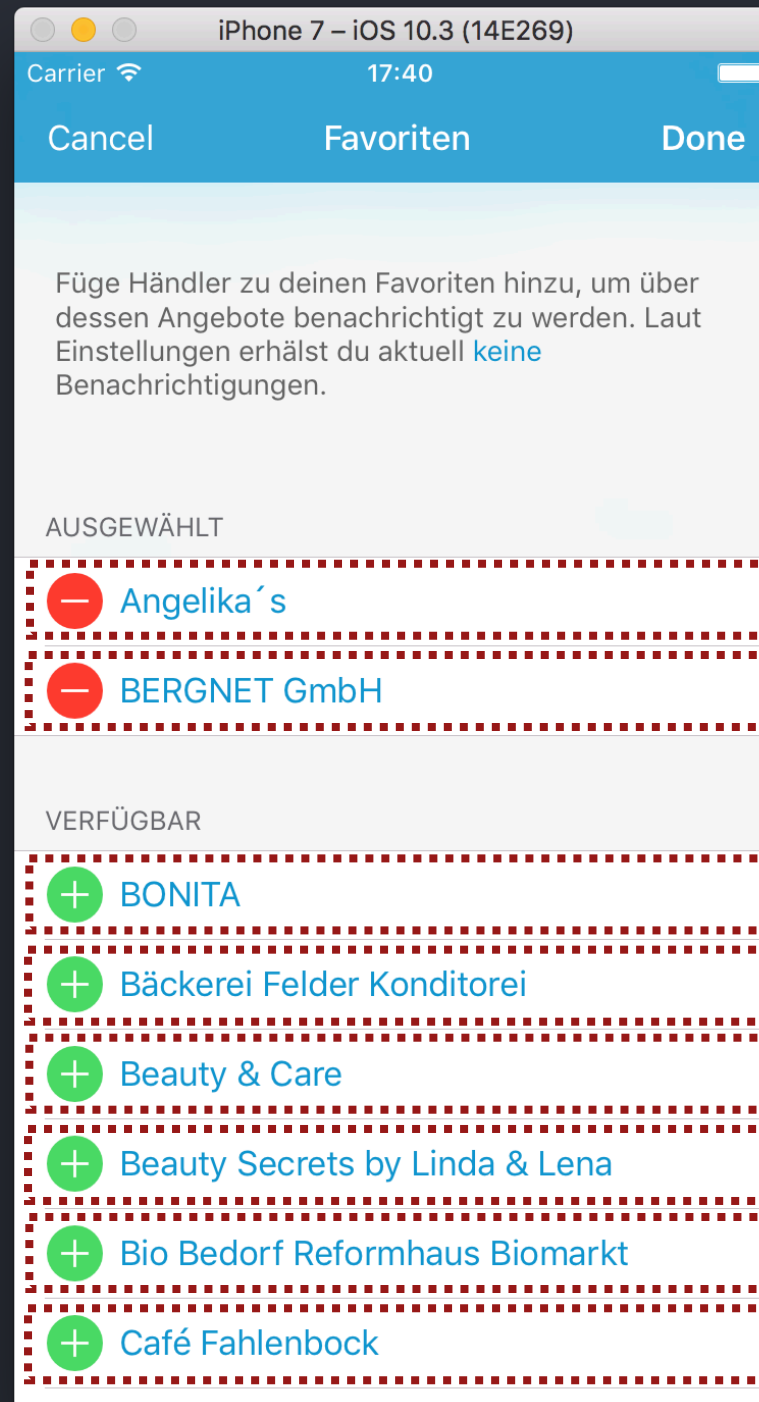 iPhone 7 – iOS 10.3 (14E269)
Carrier 17:40
Cancel Favoriten Done
Füge Händler zu deinen Favoriten hinzu, um über
dessen Angebote benachrichtigt zu werden. Laut
Einstellungen erhälst du aktuell keine
Benachrichtigungen.
AUSGEWÄHLT
Angelika´s
BERGNET GmbH
VERFÜGBAR
BONITA
Bäckerei Felder Konditorei
Beauty & Care
Beauty Secrets by Linda & Lena
Bio Bedorf Reformhaus Biomarkt
Café Fahlenbock